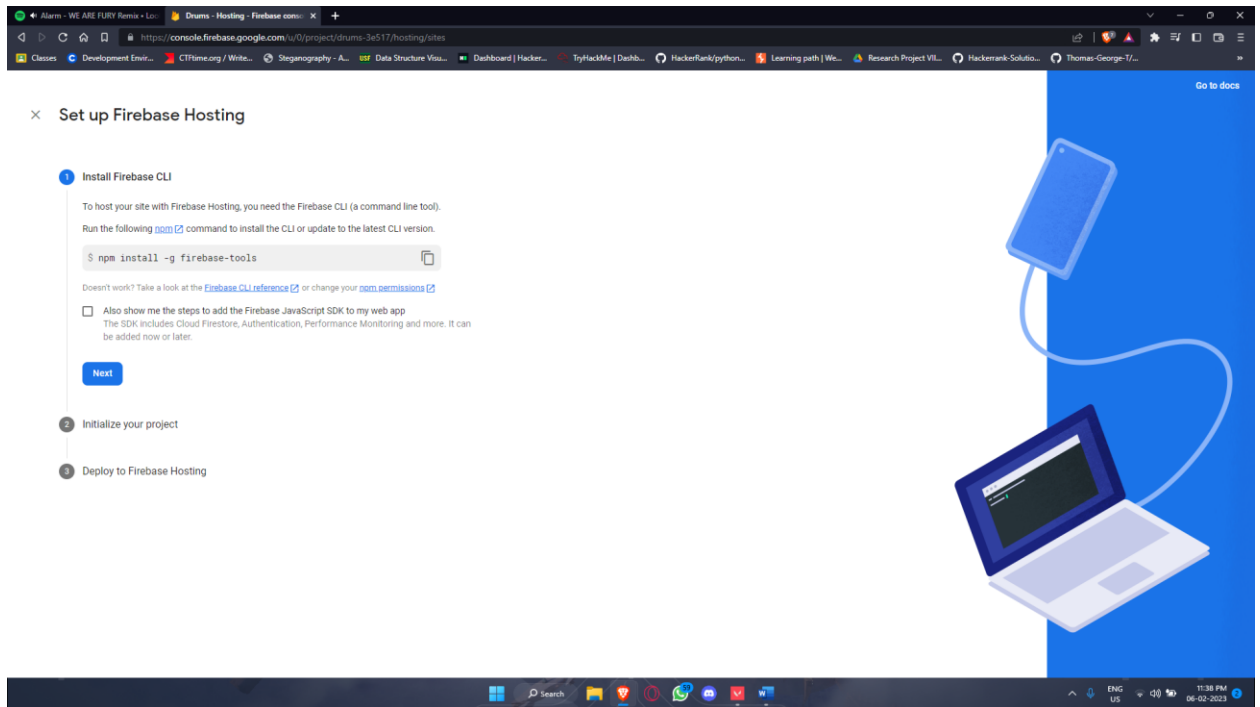 Alarm - WE ARE FURY Remix • Lo
Drums - Hosting - Firebase conso
https://console.firebase.google.com/u/0/project/drums-3e517/hosting/sites
Classes
Development Envir...
CTFtime.org / Write...
Steganography - A...
USF Data Structure Visu...
Dashboard | Hacker...
TryHackMe | Dashb...
HackerRank/python...
Learning path | We...
Research Project VII...
Hackerrank-Solutio...
Thomas-George-T/...
Go to docs
Set up Firebase Hosting
1 Install Firebase CLI
To host your site with Firebase Hosting, you need the Firebase CLI (a command line tool).
Run the following npm command to install the CLI or update to the latest CLI version.
$ npm install -g firebase-tools
Doesn't work? Take a look at the Firebase CLI reference or change your npm permissions
Also show me the steps to add the Firebase JavaScript SDK to my web app
The SDK includes Cloud Firestore, Authentication, Performance Monitoring and more. It can
be added now or later.
Next
2 Initialize your project
3 Deploy to Firebase Hosting
Search
ENG
US
11:38 PM
06-02-2023